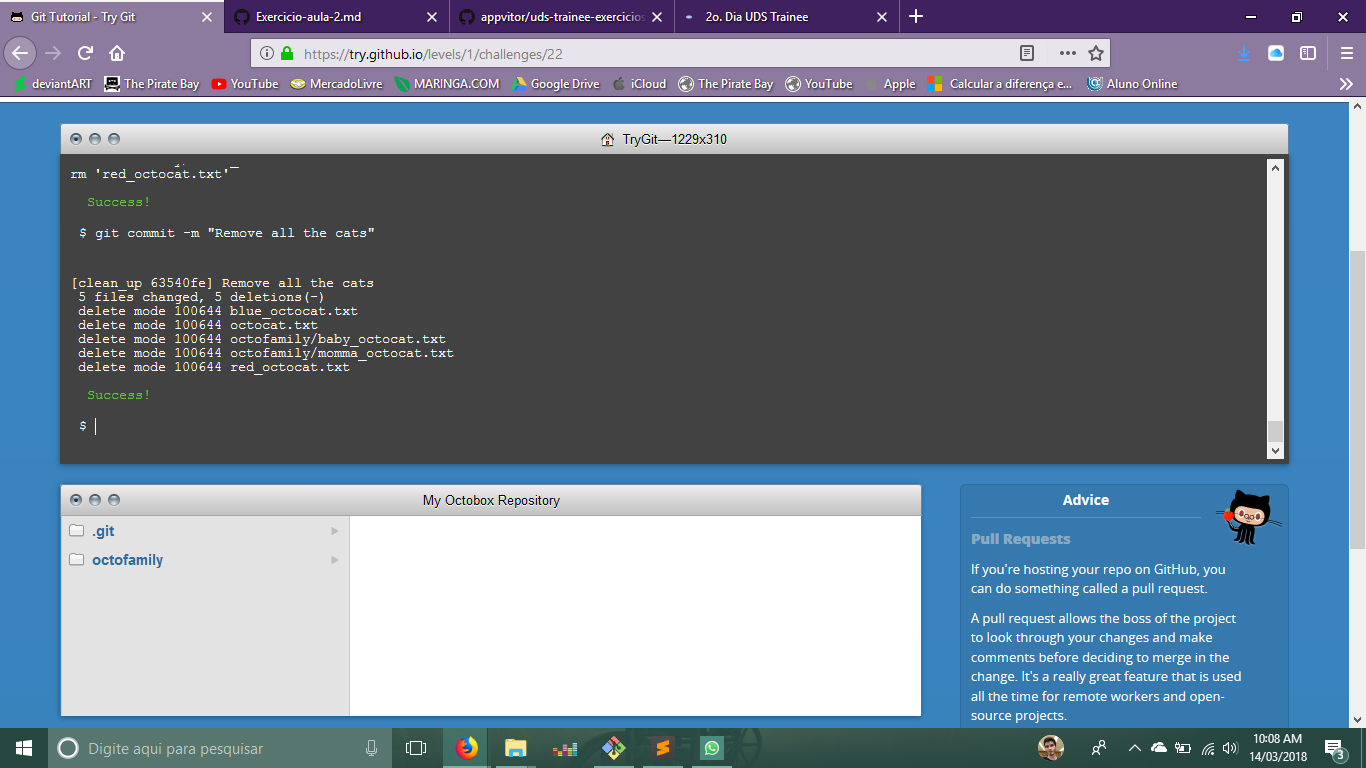 Git Tutorial - Try Git
Exercicio-aula-2.md
appvitor/uds-trainee-exercicios
2o. Dia UDS Trainee
https://try.github.io/levels/1/challenges/22
deviantART
The Pirate Bay
YouTube
MercadoLivre
MARINGA.COM
Google Drive
iCloud
The Pirate Bay
YouTube
Apple
Calcular a diferença e...
Aluno Online
TryGit—1229x310
rm 'red_octocat.txt'
Success!
$ git commit -m "Remove all the cats"
[clean_up 63540fe] Remove all the cats
5 files changed, 5 deletions(-)
delete mode 100644 blue_octocat.txt
delete mode 100644 octocat.txt
delete mode 100644 octofamily/baby_octocat.txt
delete mode 100644 octofamily/momma_octocat.txt
delete mode 100644 red_octocat.txt
Success!
$
My Octobox Repository
.git
octofamily
Advice
Pull Requests
If you're hosting your repo on GitHub, you
can do something called a pull request.
A pull request allows the boss of the project
to look through your changes and make
comments before deciding to merge in the
change. It's a really great feature that is used
all the time for remote workers and open-
source projects.
Digite aqui para pesquisar
10:08 AM
14/03/2018
3